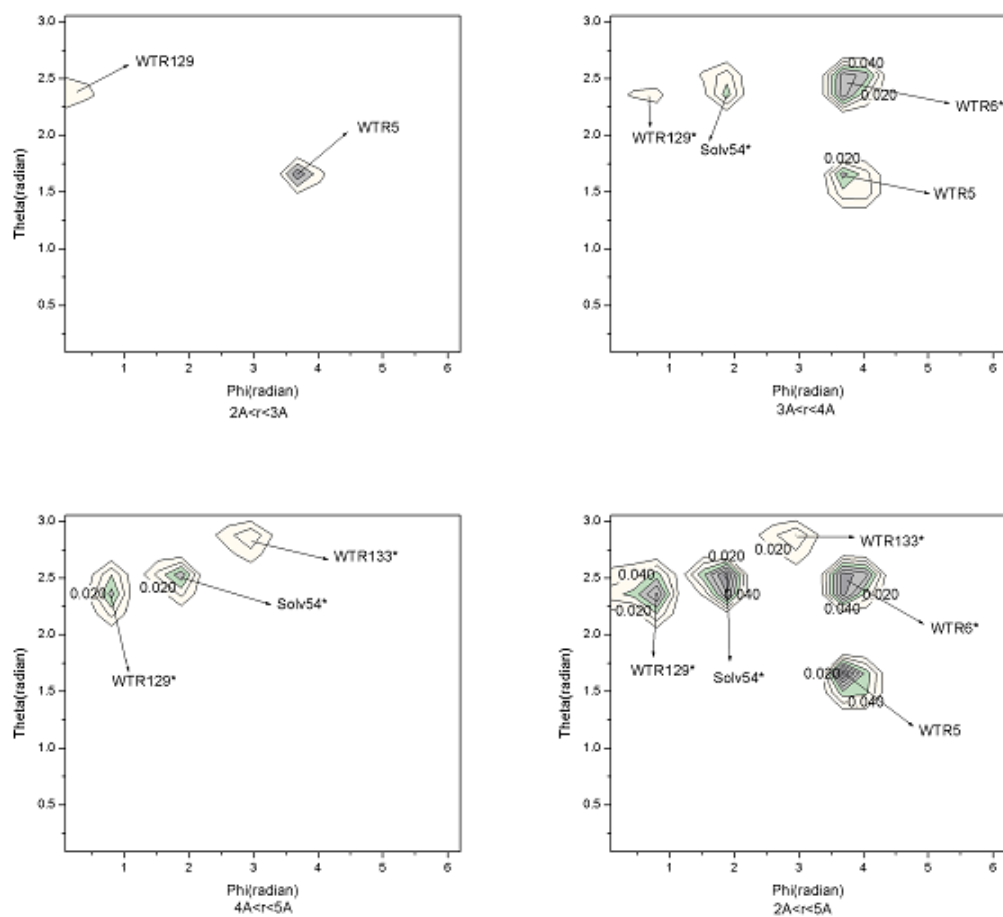 3.0
WTR129
2.5
2.0
WTR5
1.5
1.0
0.5
Theta(radian)
1 2 3 4 5 6
Phi(radian)
2A<r<3A
3.0
0.040
2.5
0.020
WTR6*
WTR129*
2.0
Solv54*
0.020
1.5
WTR5
1.0
0.5
Theta(radian)
1 2 3 4 5 6
Phi(radian)
3A<r<4A
3.0
WTR133*
2.5
0.020
0.020
Solv54*
2.0
WTR129*
1.5
1.0
0.5
Theta(radian)
1 2 3 4 5 6
Phi(radian)
4A<r<5A
3.0
WTR133*
0.020
0.020
2.5
0.040
0.040
0.020
0.020
0.040
WTR6*
2.0
WTR129*
Solv54*
0.020
1.5
0.040
WTR5
1.0
0.5
Theta(radian)
1 2 3 4 5 6
Phi(radian)
2A<r<5A